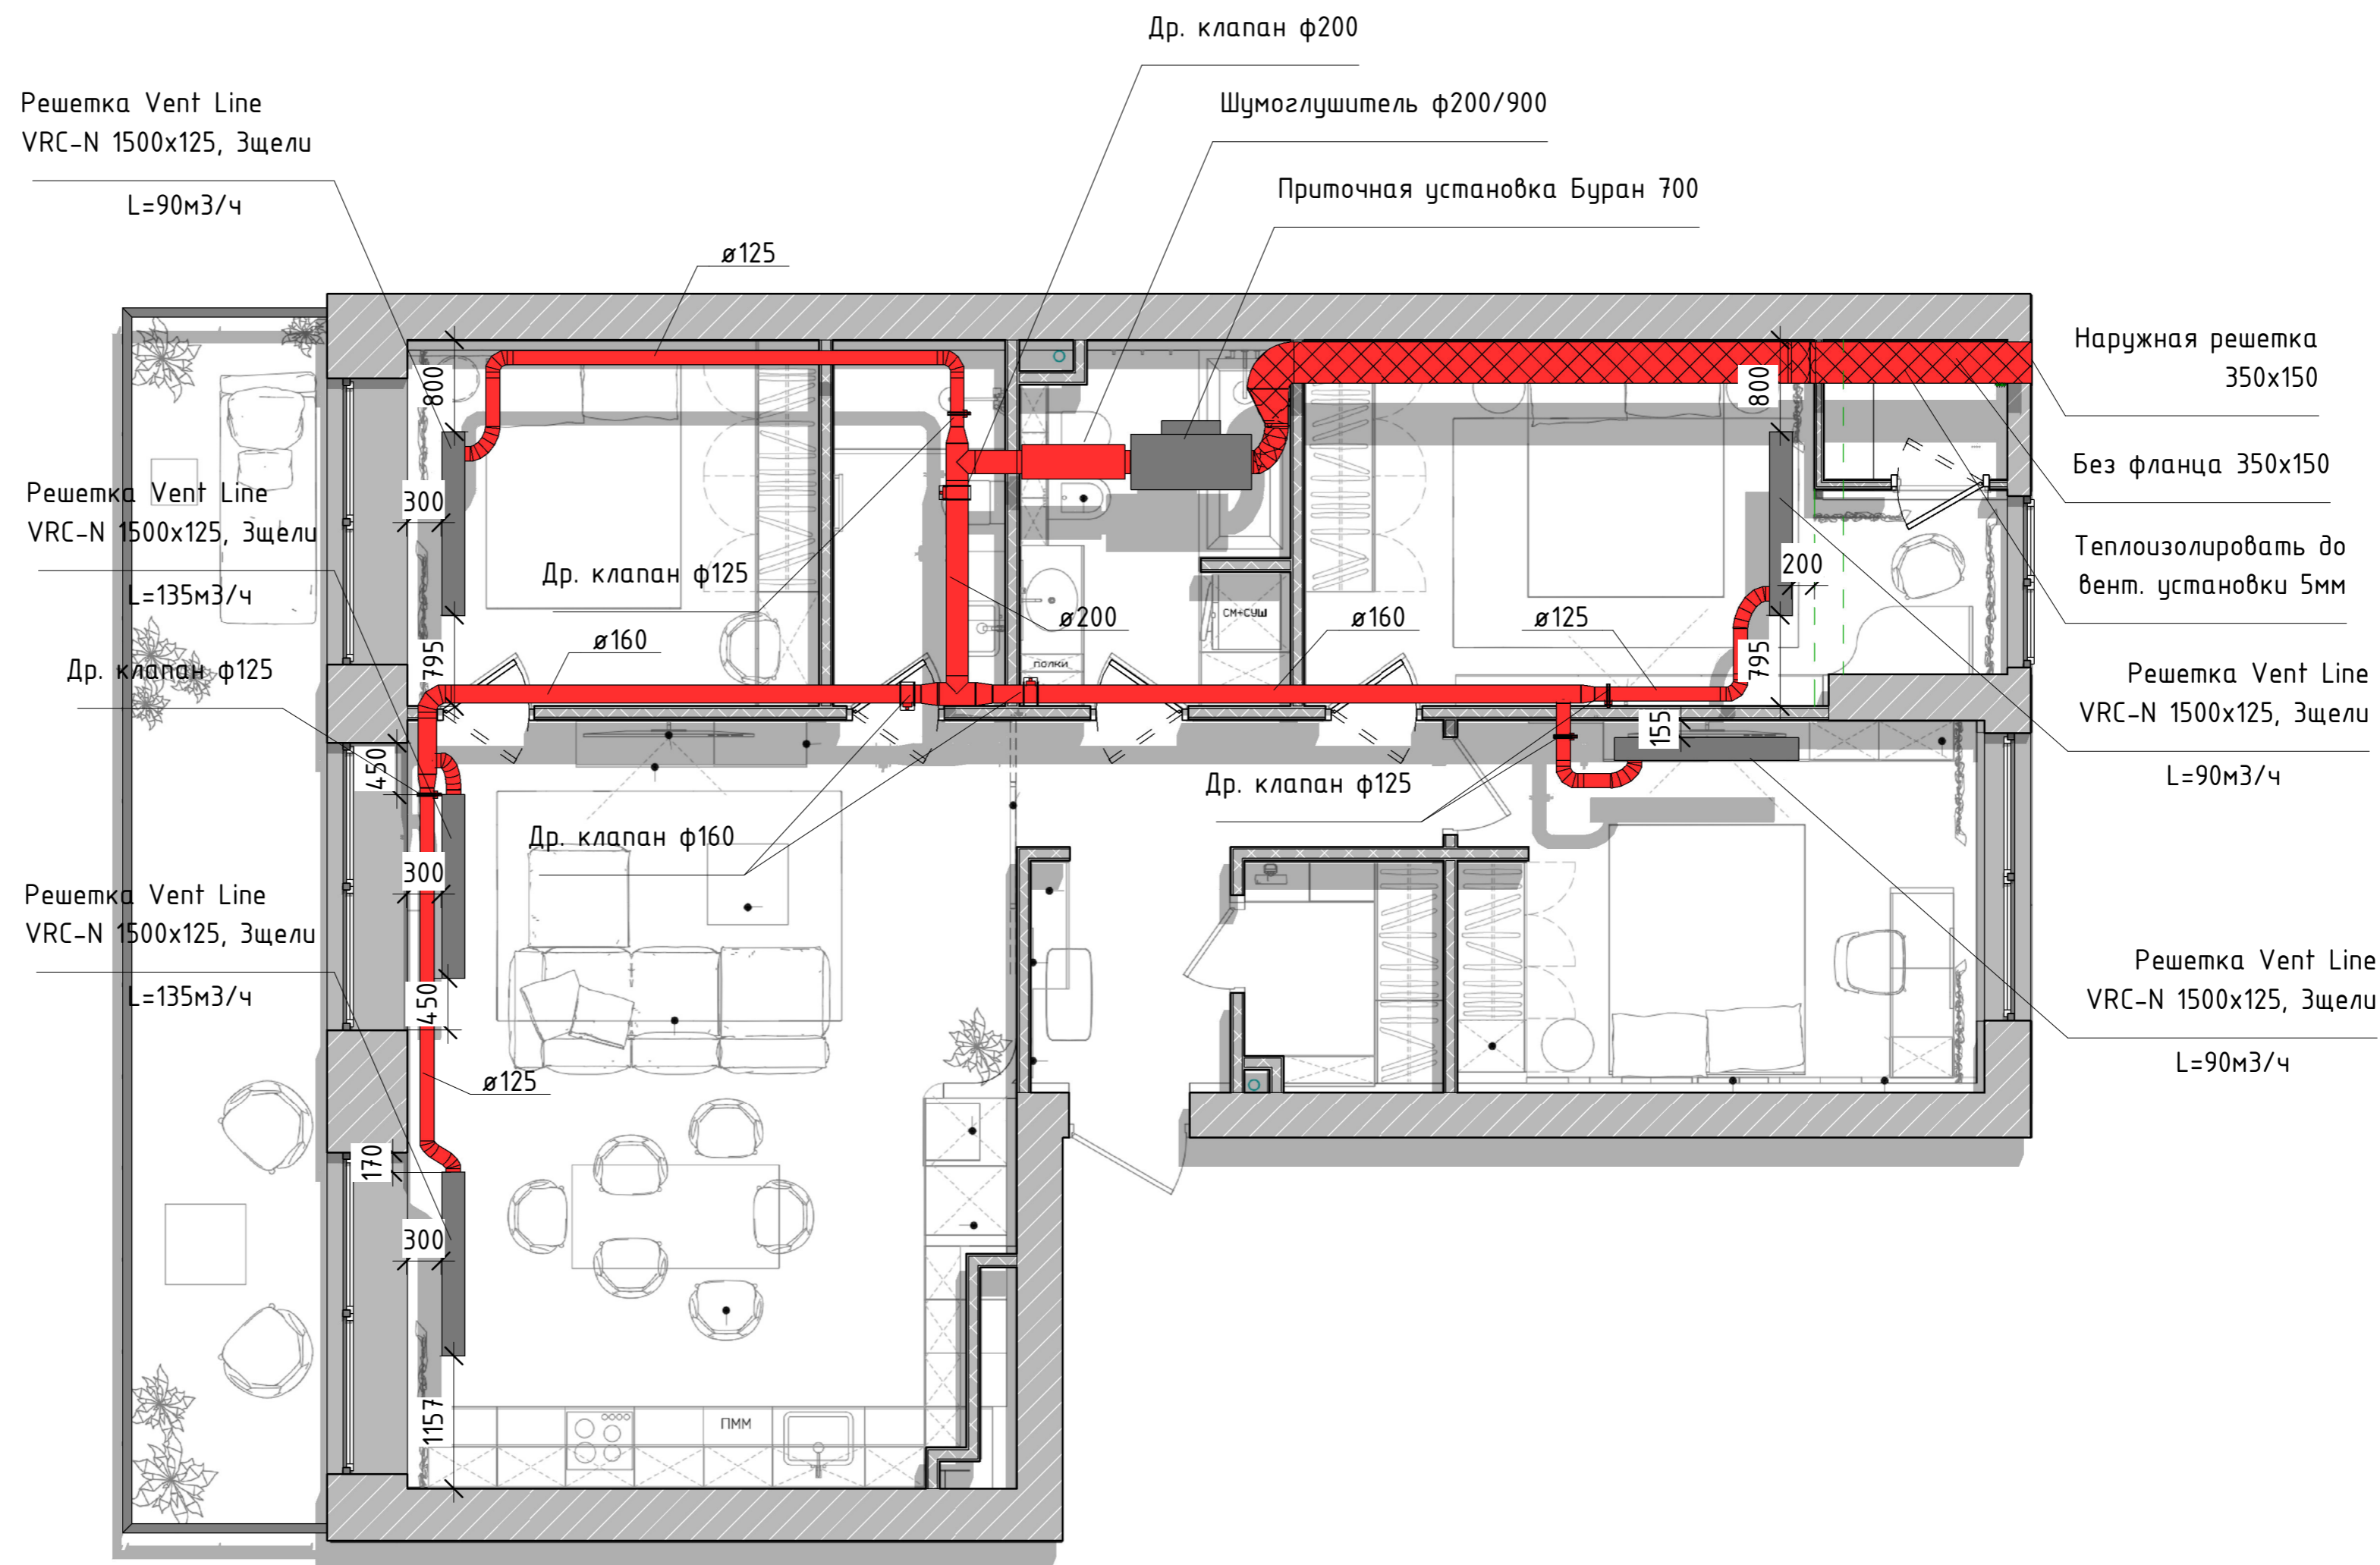 Др. клапан ф200
Решетка Vent Line
VRC-N 1500x125, 3щели
L=90м3/ч
Шумоглушитель ф200/900
Приточная установка Буран 700
ø125
Наружная решетка
350x150
800
800
Без фланца 350x150
Решетка Vent Line
VRC-N 1500x125, 3щели
L=135м3/ч
300
Теплоизолировать до
вент. установки 5мм
Др. клапан ф125
200
СМ+СУШ
ø200
ø160
ø125
ø160
795
795
полки
Др. клапан ф125
Решетка Vent Line
VRC-N 1500x125, 3щели
L=90м3/ч
155
450
Др. клапан ф125
Др. клапан ф160
300
Решетка Vent Line
VRC-N 1500x125, 3щели
L=135м3/ч
450
Решетка Vent Line
VRC-N 1500x125, 3щели
L=90м3/ч
ø125
170
300
1157
ПММ